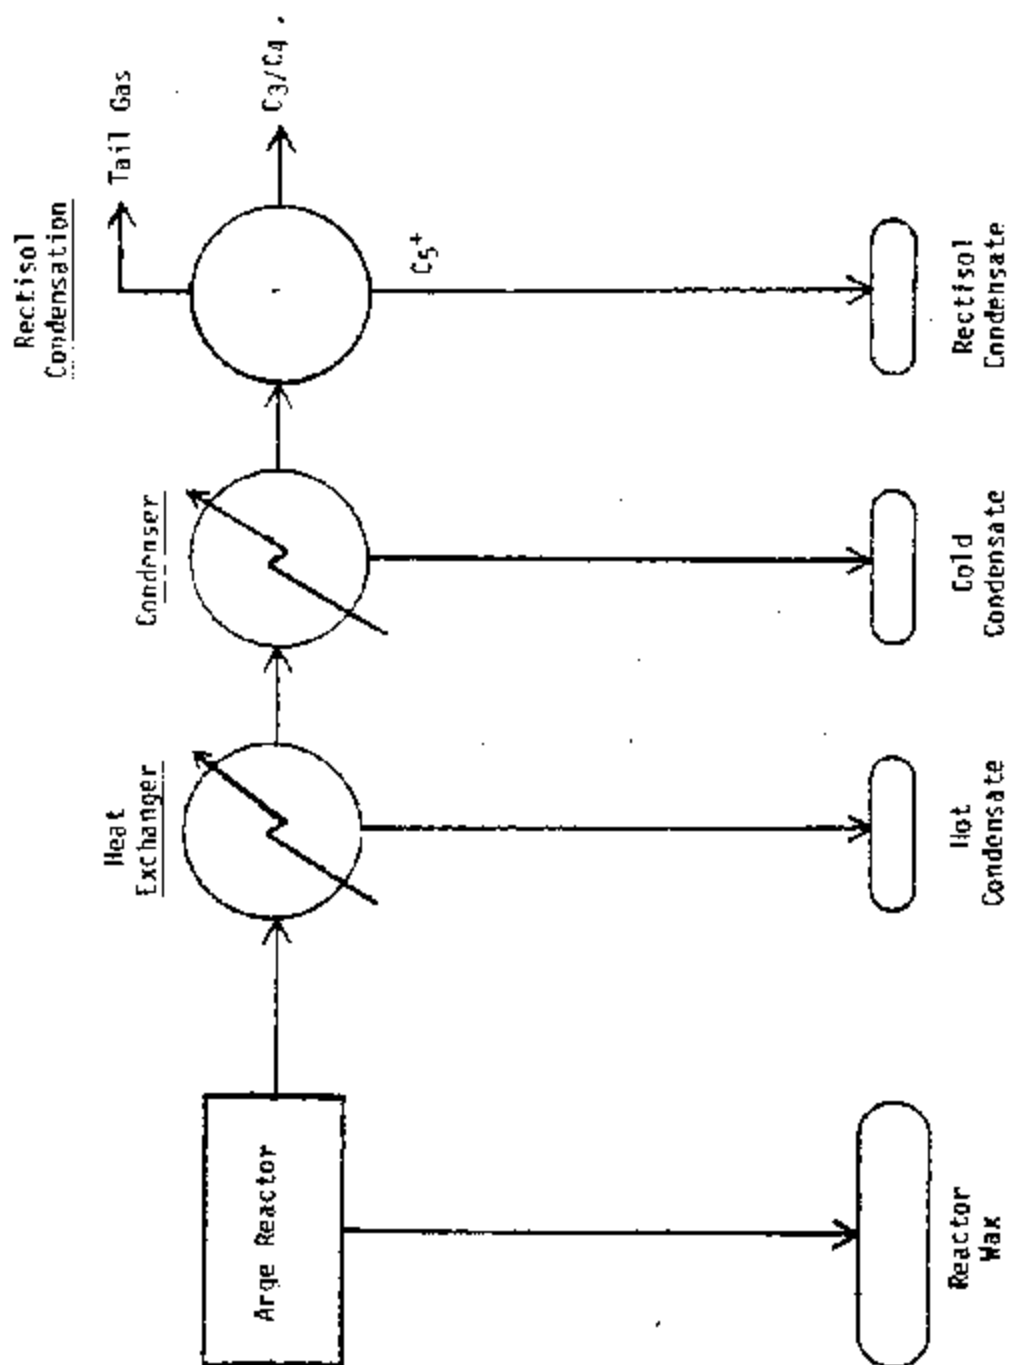 Rectisol
Condensation
Tail Gas
C3/C4
C5+
Condenser
Heat
Exchanger
Arge Reactor
Reactor
Wax
Hot
Condensate
Cold
Condensate
Rectisol
Condensate